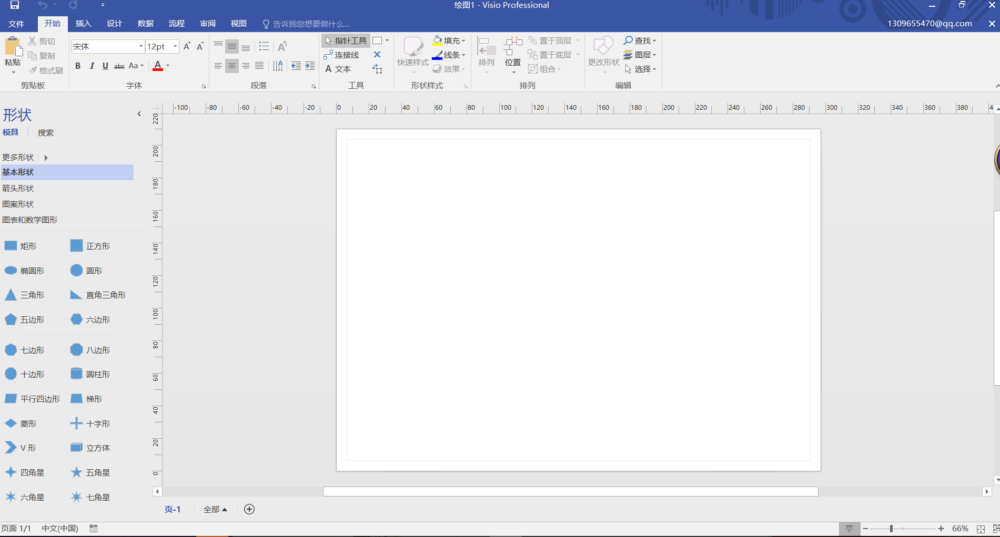 绘图1 - Visio Professional
文件 开始 插入 设计 数据 流程 审阅 视图 告诉我您想要做什么... 1309655470@qq.com
粘贴 剪切 复制 格式刷 剪贴板
宋体 12pt A A
B I U abc Aa A 字体
段落
指针工具 连接线 A 文本 工具
快速样式 填充 线条 效果 形状样式
排列 位置 置于顶层 置于底层 组合 排列
更改形状 查找 图层 选择 编辑
形状
模具 搜索
更多形状
基本形状
箭头形状
图案形状
图表和数学图形
矩形 正方形
椭圆形 圆形
三角形 直角三角形
五边形 六边形
七边形 八边形
十边形 圆柱形
平行四边形 梯形
菱形 十字形
V 形 立方体
四角星 五角星
六角星 七角星
-100 -80 -60 -40 -20 0 20 40 60 80 100 120 140 160 180 200 220 240 260 280 300 320 340 360 380 4
220
200
180
160
140
120
100
80
60
40
20
0
页-1 全部
页面 1/1 中文(中国) 66%